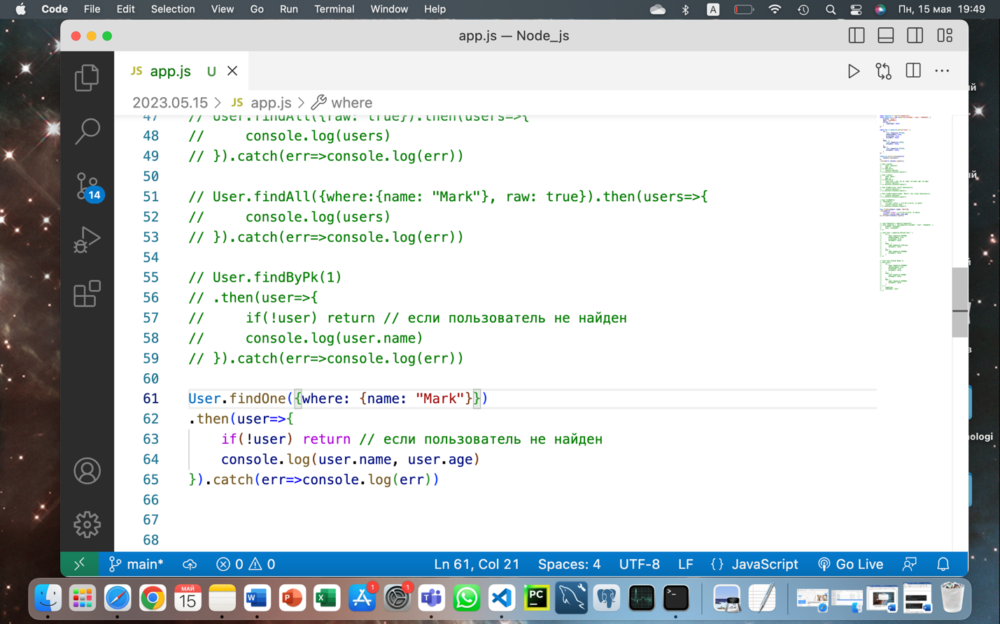 Code File Edit Selection View Go Run Terminal Window Help A Пн, 15 мая 19:49
app.js — Node_js
JS app.js U
2023.05.15 > JS app.js > where
47 // User.findAll({raw: true}).then(users=>{
48 //     console.log(users)
49 // }).catch(err=>console.log(err))
50
51 // User.findAll({where:{name: "Mark"}, raw: true}).then(users=>{
52 //     console.log(users)
53 // }).catch(err=>console.log(err))
54
55 // User.findByPk(1)
56 // .then(user=>{
57 //     if(!user) return // если пользователь не найден
58 //     console.log(user.name)
59 // }).catch(err=>console.log(err))
60
61 User.findOne({where: {name: "Mark"}})
62 .then(user=>{
63     if(!user) return // если пользователь не найден
64     console.log(user.name, user.age)
65 }).catch(err=>console.log(err))
66
67
68
14
ый
ый
й
в
ologi
main* 0 0 Ln 61, Col 21 Spaces: 4 UTF-8 LF {} JavaScript Go Live
МАЙ
15
W P X 1 1 PC >_